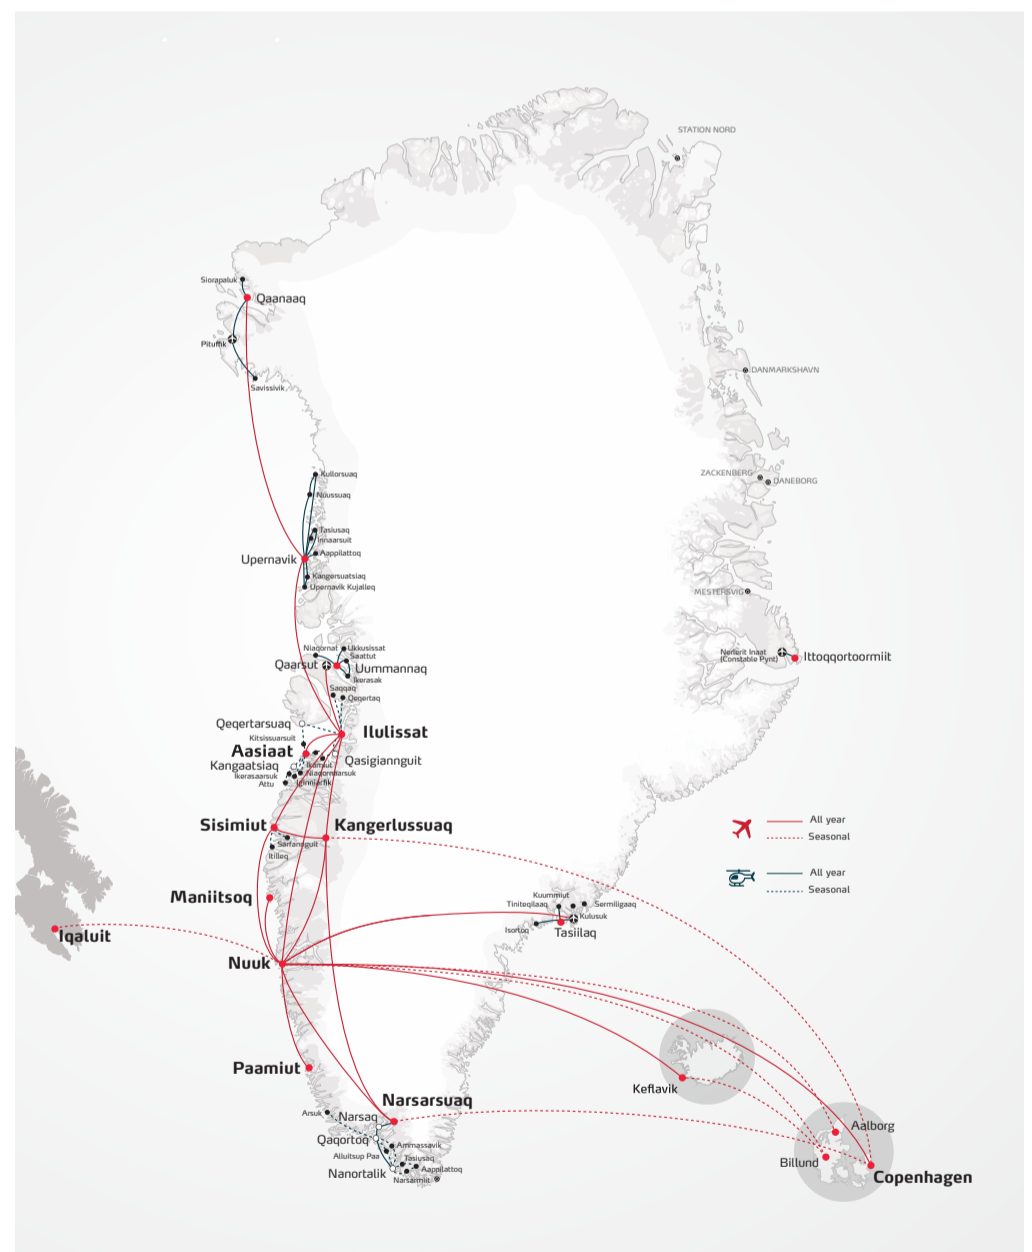 STATION NORD
Siorapaluk
Qaanaaq
Pituffik
Savissivik
DANMARKSHAVN
Kullorsuaq
ZACKENBERG
DANEBORG
Nuussuaq
Tasiusaq
Innaarsuit
Aappilattoq
Upernavik
Kangersuatsiaq
Upernavik Kujalleq
MESTERSVIG
Niaqornat
Ukkusissat
Saattut
Qaarsut
Uummannaq
Ikerasak
Nerlerit Inaat
(Constable Pynt)
Ittoqqortoormiit
Saqqaq
Qeqertaq
Qeqertarsuaq
Ilulissat
Kitsissuarsuit
Aasiaat
Qasigiannguit
Kangaatsiaq
Ikamiut
Niaqornaarsuk
Ikerasaarsuk
Iginniarfik
Attu
Sisimiut
Kangerlussuaq
All year
Seasonal
Sarfannguit
Itilleq
All year
Seasonal
Maniitsoq
Kuummiut
Tiniteqilaaq
Sermiligaaq
Kulusuk
Isortoq
Tasiilaq
Iqaluit
Nuuk
Paamiut
Keflavik
Narsarsuaq
Arsuk
Narsaq
Qaqortoq
Ammassavik
Alluitsup Paa
Tasiusaq
Aappilattoq
Nanortalik
Narsarmiit
Aalborg
Billund
Copenhagen